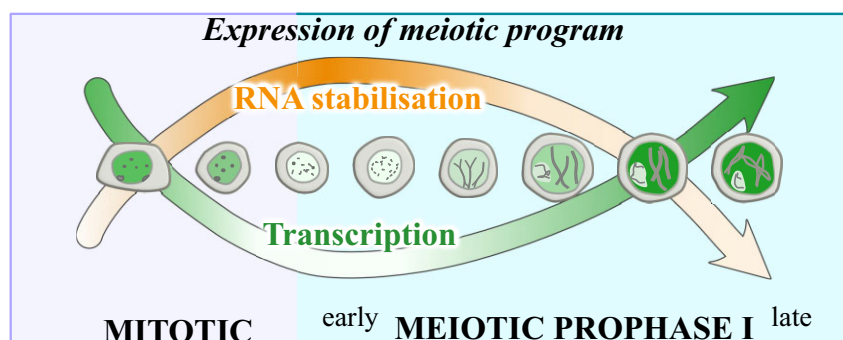 Expression of meiotic program
RNA stabilisation
Transcription
MITOTIC early MEIOTIC PROPHASE I late